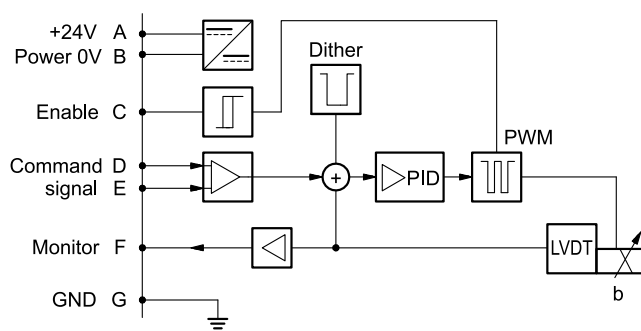 +24V A
Power 0V B
Dither
Enable C
PWM
Command D
signal E
+
PID
Monitor F
LVDT
b
GND G